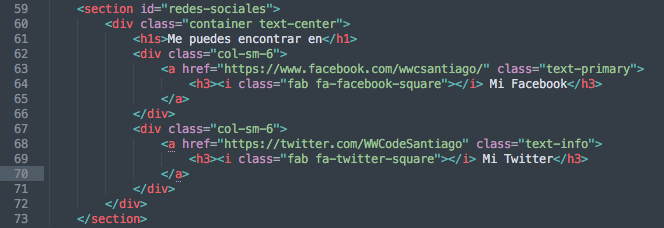 59 <section id="redes-sociales">
60 <div class="container text-center">
61 <h1s>Me puedes encontrar en</h1>
62 <div class="col-sm-6">
63 <a href="https://www.facebook.com/wwcsantiago/" class="text-primary">
64 <h3><i class="fab fa-facebook-square"></i> Mi Facebook</h3>
65 </a>
66 </div>
67 <div class="col-sm-6">
68 <a href="https://twitter.com/WWCodeSantiago" class="text-info">
69 <h3><i class="fab fa-twitter-square"></i> Mi Twitter</h3>
70 </a>
71 </div>
72 </div>
73 </section>